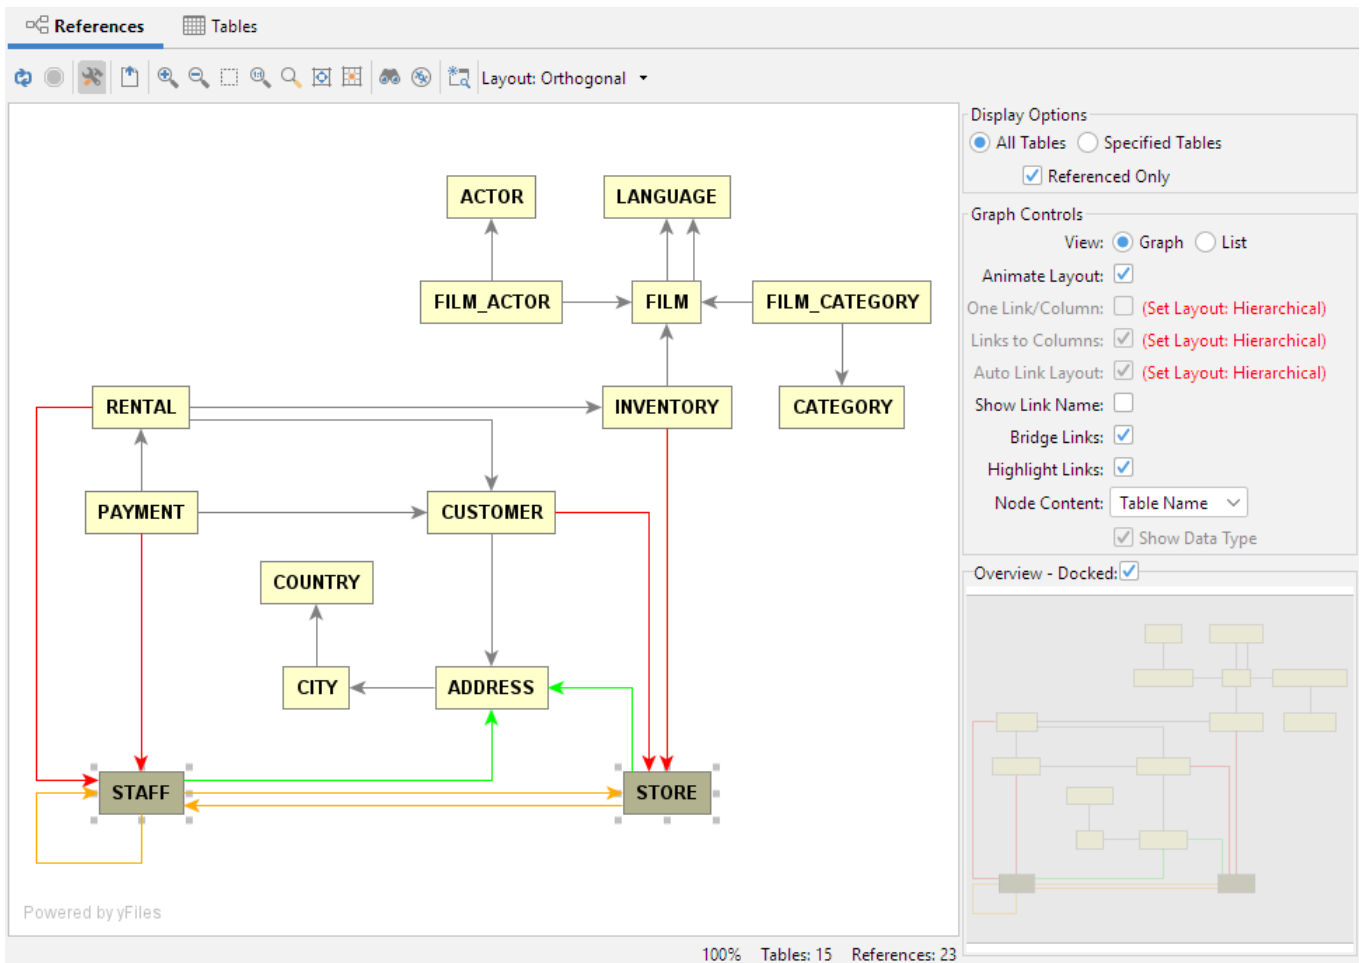 References Tables
Layout: Orthogonal
ACTOR LANGUAGE
FILM_ACTOR FILM FILM_CATEGORY
RENTAL INVENTORY CATEGORY
PAYMENT CUSTOMER
COUNTRY
CITY ADDRESS
STAFF STORE
Powered by yFiles
100% Tables: 15 References: 23
Display Options
All Tables Specified Tables
Referenced Only
Graph Controls
View: Graph List
Animate Layout:
One Link/Column: (Set Layout: Hierarchical)
Links to Columns: (Set Layout: Hierarchical)
Auto Link Layout: (Set Layout: Hierarchical)
Show Link Name:
Bridge Links:
Highlight Links:
Node Content: Table Name
Show Data Type
Overview - Docked: